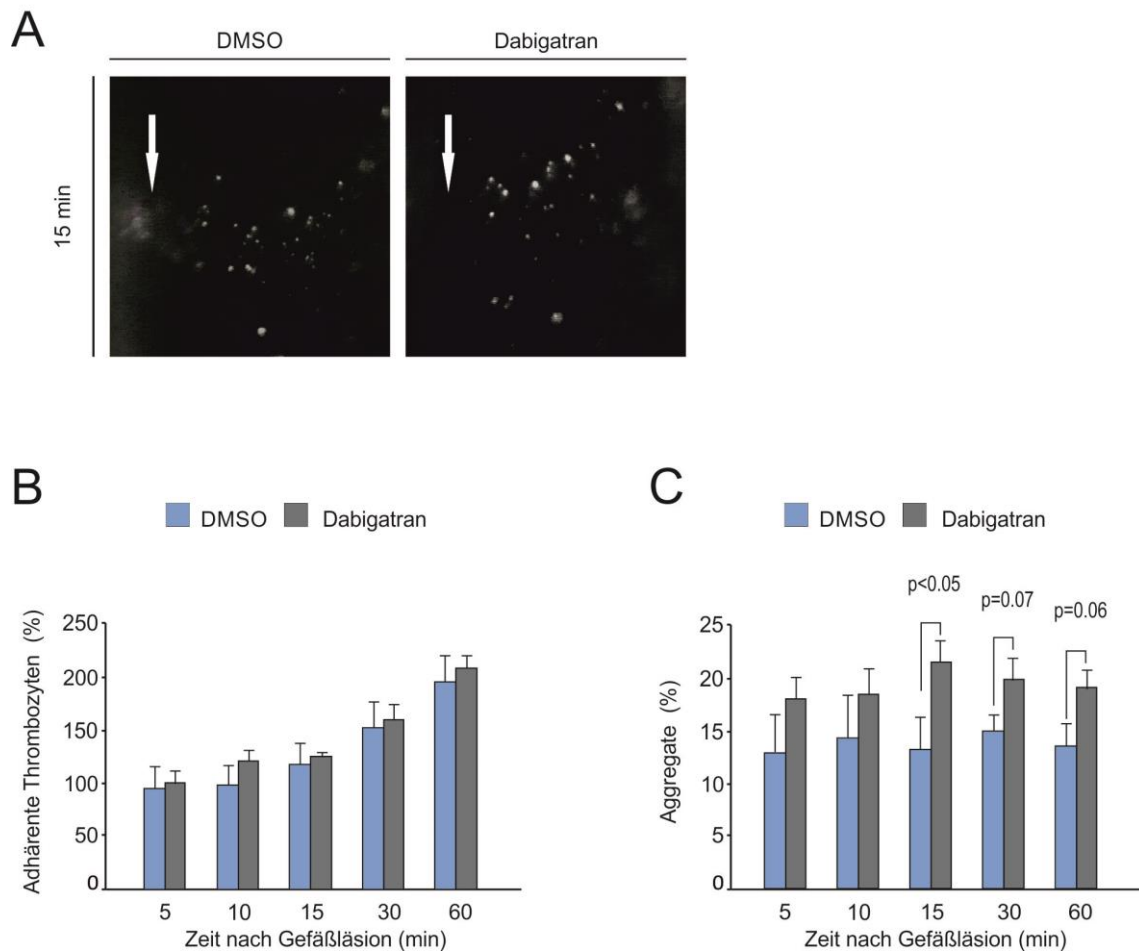 A
DMSO Dabigatran
15 min
B
DMSO Dabigatran
Adhärente Thrombozyten (%)
250
200
150
100
50
0
5 10 15 30 60
Zeit nach Gefäßläsion (min)
C
DMSO Dabigatran
p<0.05
p=0.07
p=0.06
Aggregate (%)
25
20
15
10
5
0
5 10 15 30 60
Zeit nach Gefäßläsion (min)